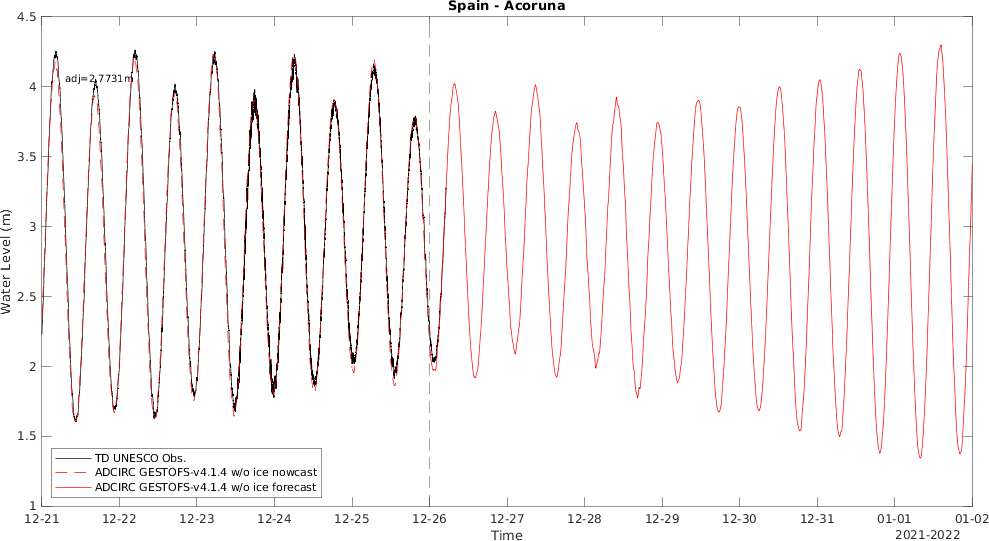 Spain - Acoruna
4.5
4
3.5
3
2.5
2
1.5
1
Water Level (m)
adj=2.7731m
TD UNESCO Obs.
ADCIRC GESTOFS-v4.1.4 w/o ice nowcast
ADCIRC GESTOFS-v4.1.4 w/o ice forecast
12-21 12-22 12-23 12-24 12-25 12-26 12-27 12-28 12-29 12-30 12-31 01-01 01-02
Time
2021-2022